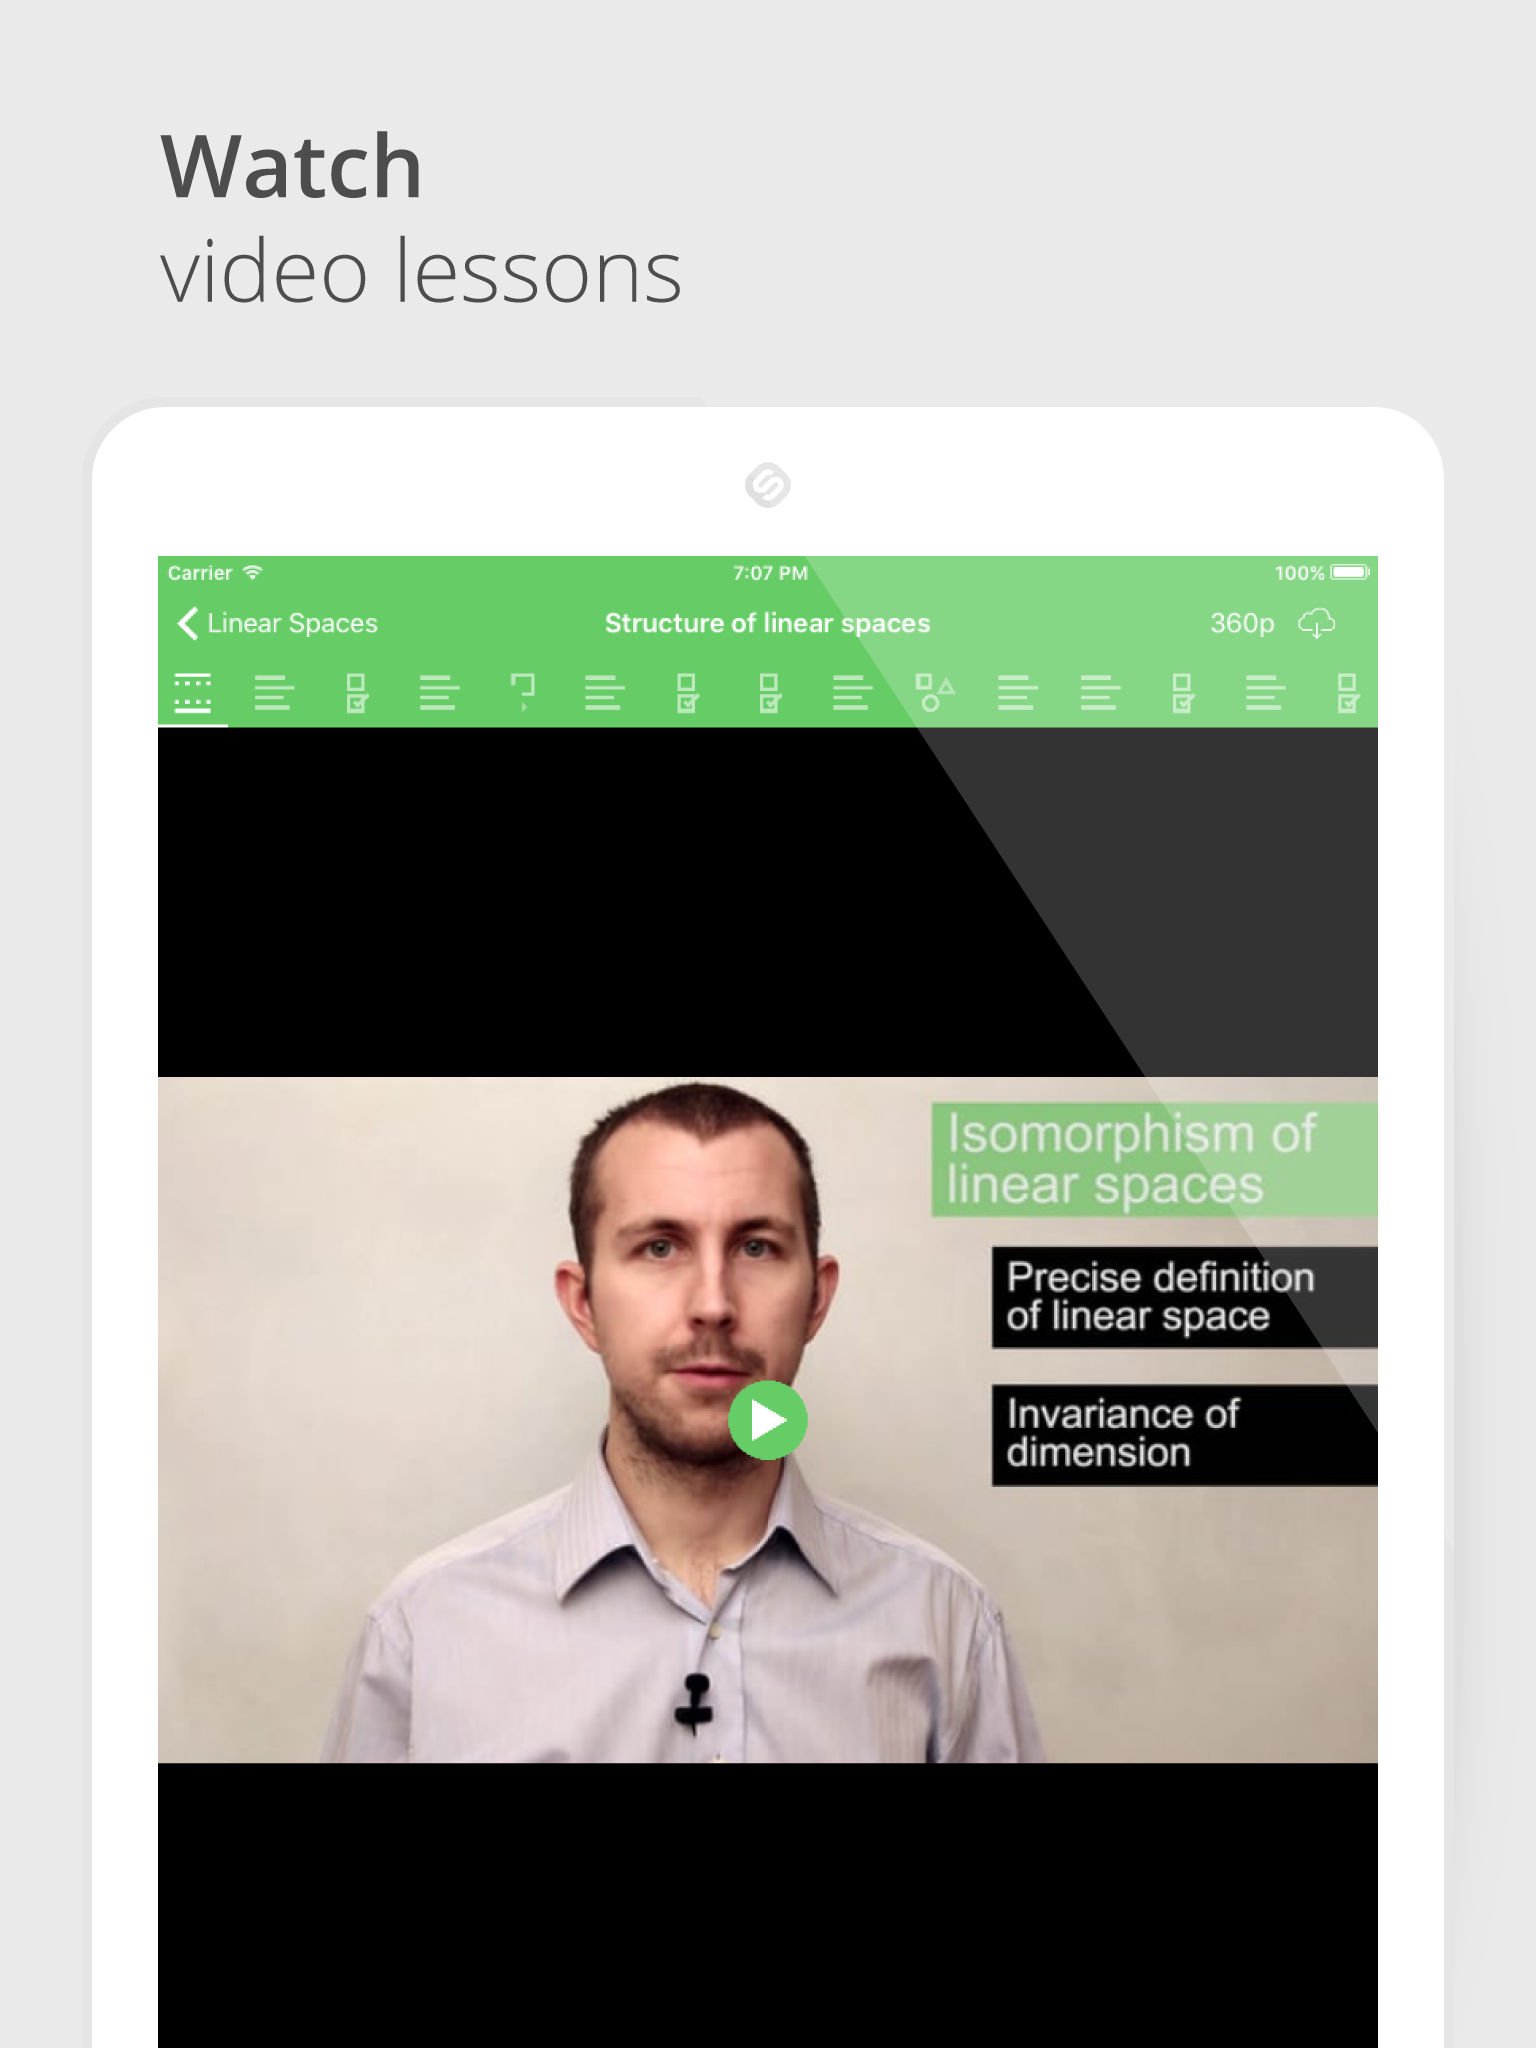 Watch
video lessons
Carrier 7:07 PM 100%
Linear Spaces Structure of linear spaces 360p
Isomorphism of
linear spaces
Precise definition
of linear space
Invariance of
dimension